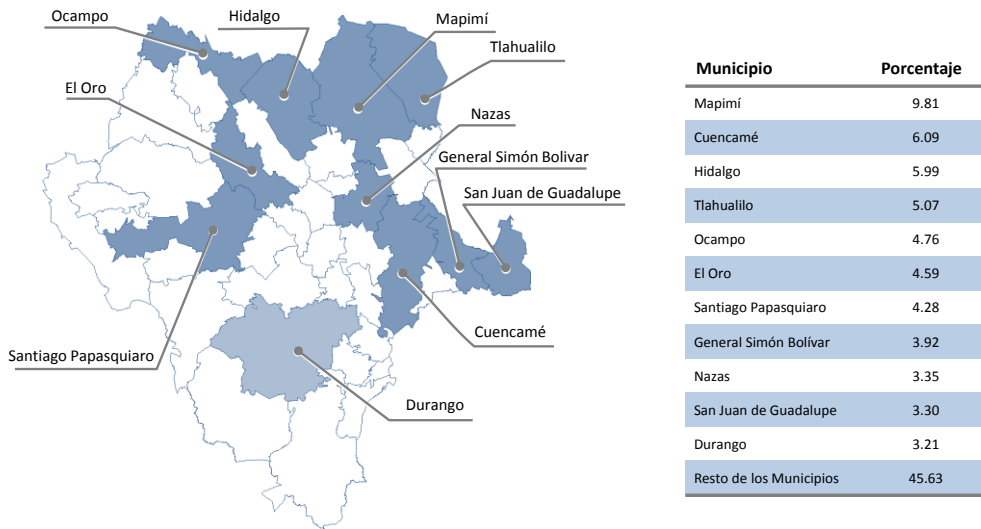 Ocampo
Hidalgo
Mapimí
Tlahualilo
El Oro
Nazas
General Simón Bolivar
San Juan de Guadalupe
Cuencamé
Santiago Papasquiaro
Durango
Municipio Porcentaje
Mapimí 9.81
Cuencamé 6.09
Hidalgo 5.99
Tlahualilo 5.07
Ocampo 4.76
El Oro 4.59
Santiago Papasquiaro 4.28
General Simón Bolívar 3.92
Nazas 3.35
San Juan de Guadalupe 3.30
Durango 3.21
Resto de los Municipios 45.63